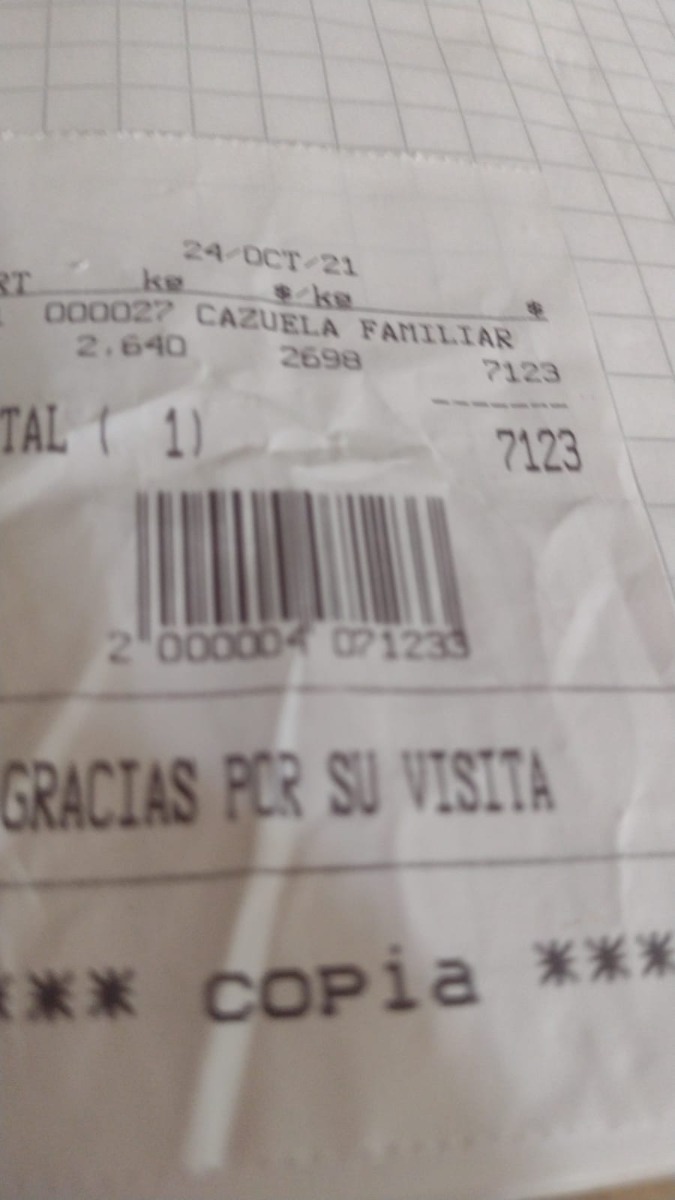 24/OCT/21
RT kg $/kg $
000027 CAZUELA FAMILIAR
2.640 2698 7123
-------
TAL ( 1) 7123
2 000004 071233
GRACIAS POR SU VISITA
*** copia ***